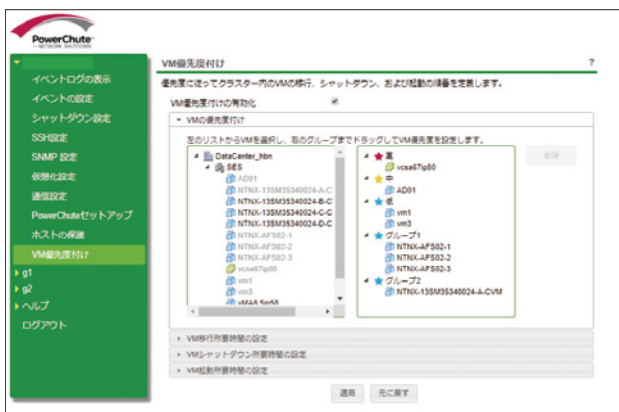 PowerChute
NETWORK SHUTDOWN
イベントログの表示
イベントの設定
シャットダウン設定
SSH設定
SNMP 設定
仮想化設定
通信設定
PowerChuteセットアップ
ホストの保護
VM優先度付け
g1
g2
ヘルプ
ログアウト
VM優先度付け
?
優先度に従ってクラスター内のVMの移行、シャットダウン、および起動の順番を定義します。
VM優先度付けの有効化
VMの優先度付け
左のリストからVMを選択し、右のグループまでドラッグしてVM優先度を設定します。
DataCenter_hbn
SES
AD01
NTNX-13SM35340024-A-C
NTNX-13SM35340024-B-C
NTNX-13SM35340024-C-C
NTNX-13SM35340024-D-C
NTNX-AFS02-1
NTNX-AFS02-2
NTNX-AFS02-3
vcsa67ip80
vm1
vm3
vMA6.5ip58
高
vcsa67ip80
中
AD01
低
vm1
vm3
グループ1
NTNX-AFS02-1
NTNX-AFS02-2
NTNX-AFS02-3
グループ2
NTNX-13SM35340024-A-CVM
削除
VM移行所要時間の設定
VMシャットダウン所要時間の設定
VM起動所要時間の設定
適用
元に戻す